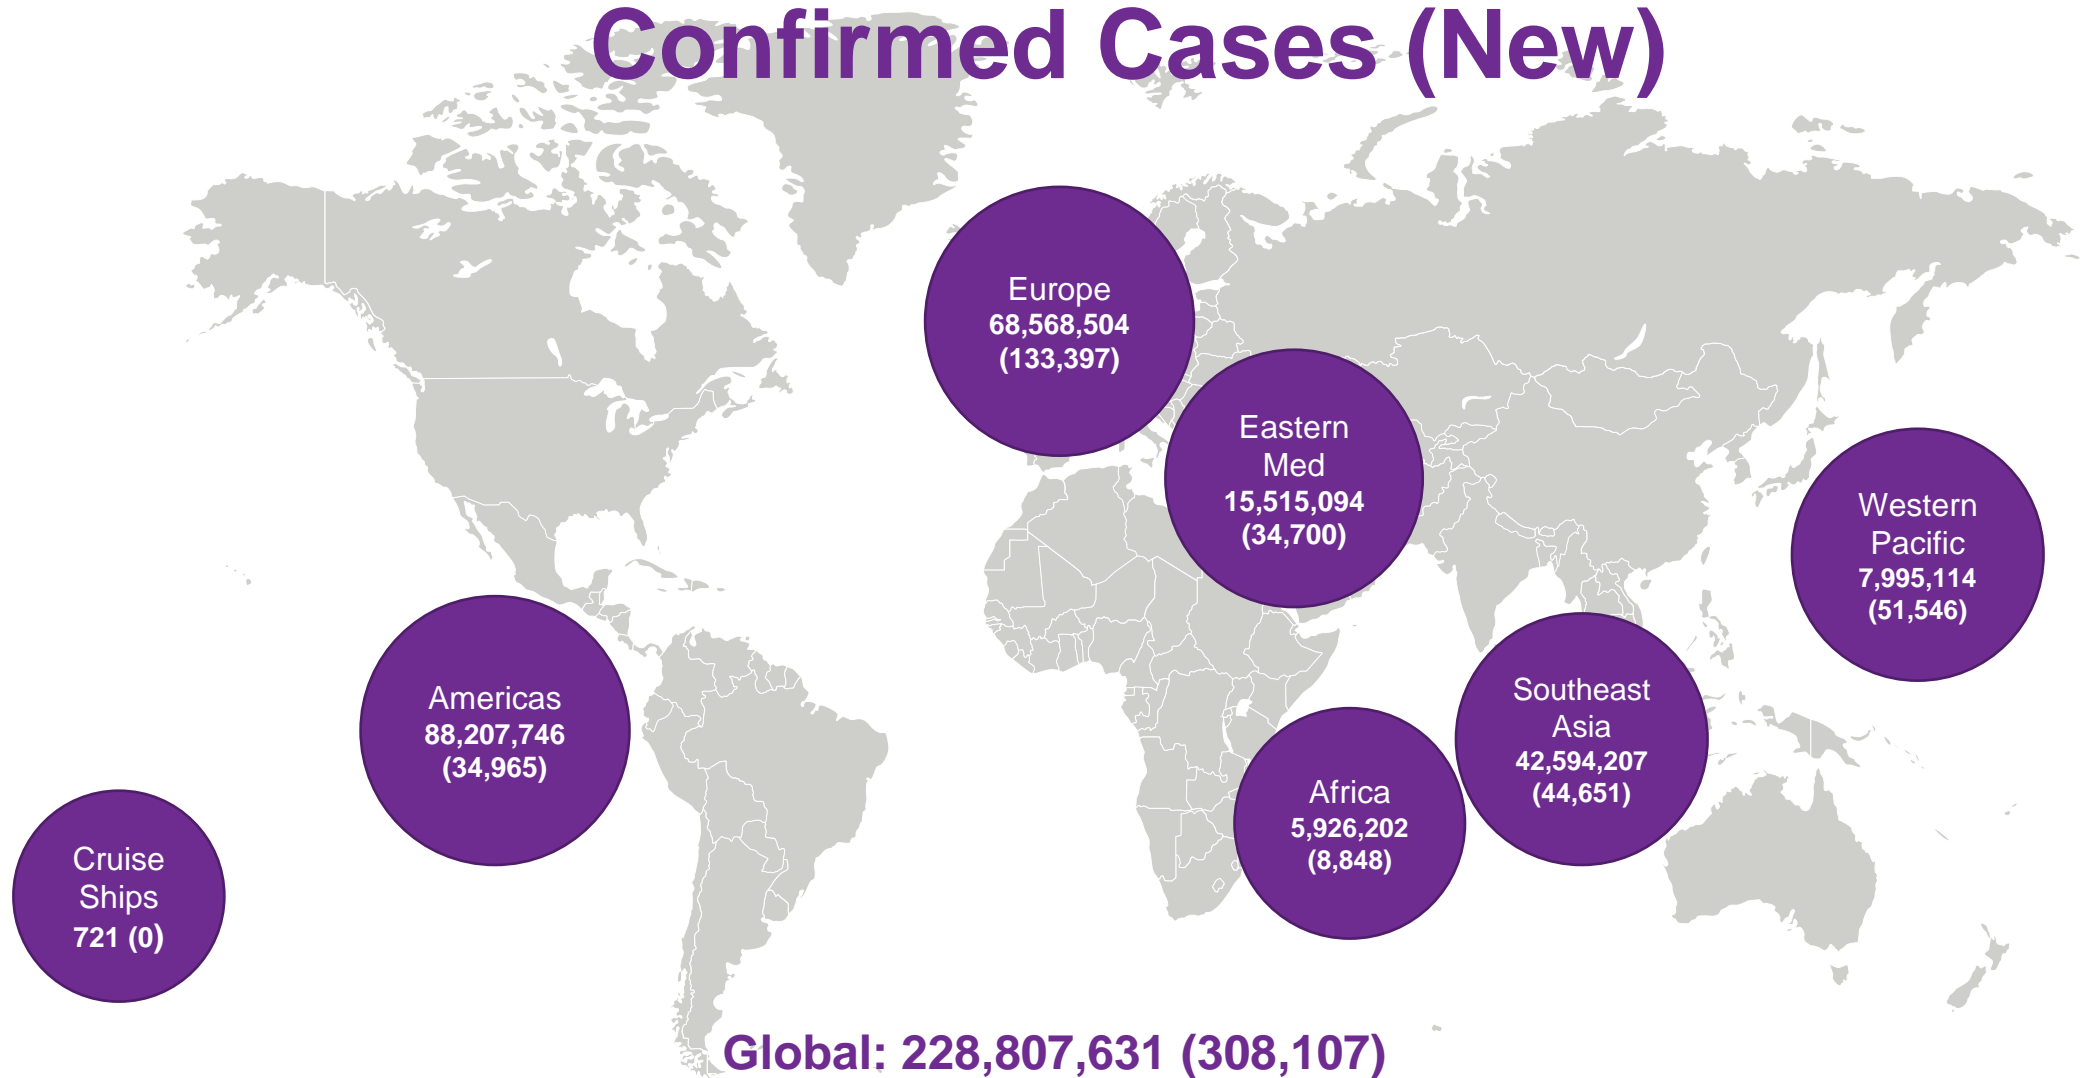 Confirmed Cases (New)
Europe
68,568,504
(133,397)
Eastern
Med
15,515,094
(34,700)
Western
Pacific
7,995,114
(51,546)
Americas
88,207,746
(34,965)
Southeast
Asia
42,594,207
(44,651)
Africa
5,926,202
(8,848)
Cruise
Ships
721 (0)
Global: 228,807,631 (308,107)